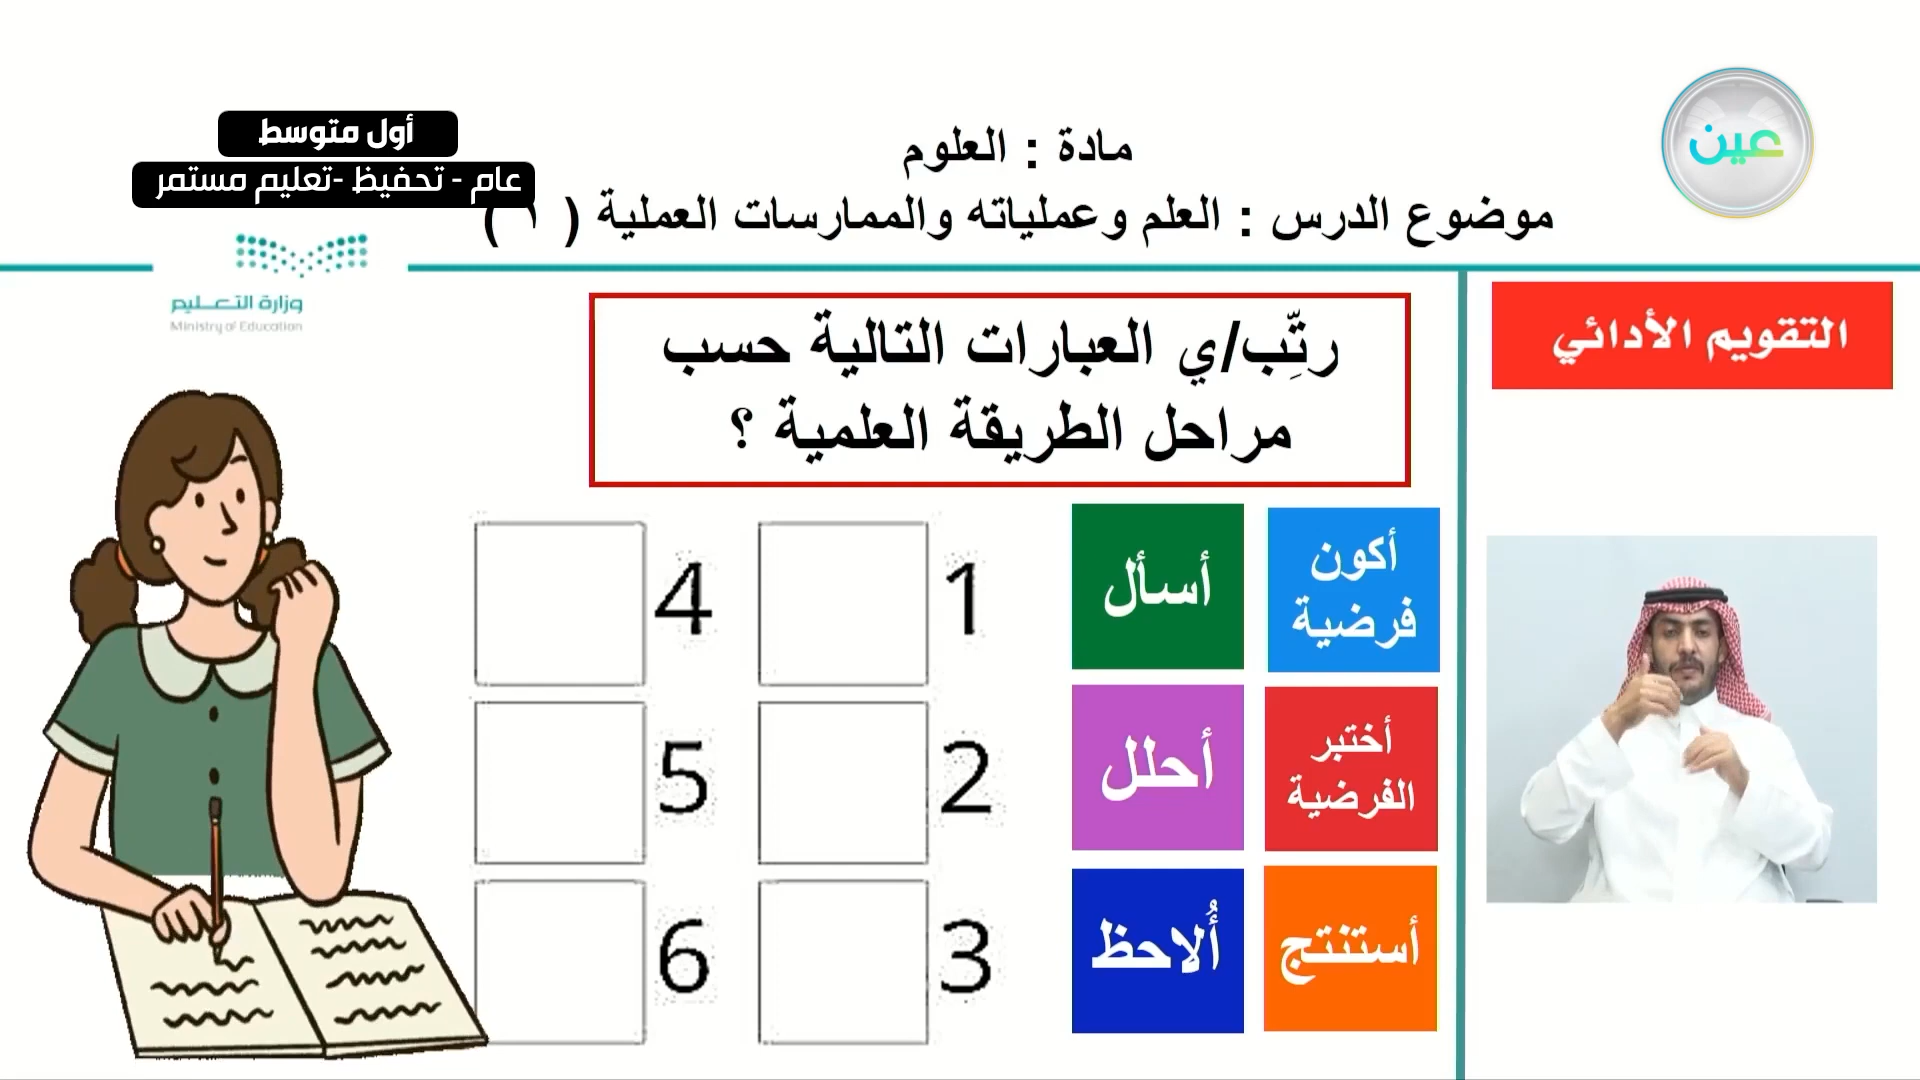 عين
أول متوسط
عام - تحفيظ -تعليم مستمر
مادة : العلوم
موضوع الدرس : العلم وعملياته والممارسات العملية ( ١ )
وزارة التعليم
Ministry of Education
التقويم الأدائي
رتِّب/ي العبارات التالية حسب
مراحل الطريقة العلمية ؟
أكون
فرضية
أسأل
1
4
أختبر
الفرضية
أحلل
2
5
أستنتج
أُلاحظ
3
6